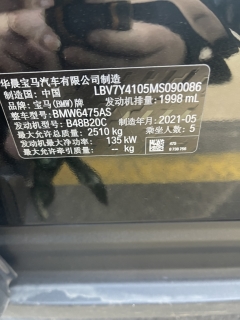 华晨宝马汽车有限公司制造
制造国：中国 LBV7Y4105MS090086
品牌：宝马(BMW)牌 发动机排量：1998 mL
整车型号：BMW6475AS
发动机型号：B48B20C 制造年月：2021-05
最大允许总质量：2510 kg 乘坐人数：5
发动机最大净功率：135 kW
最大允许牵引质量：-- kg